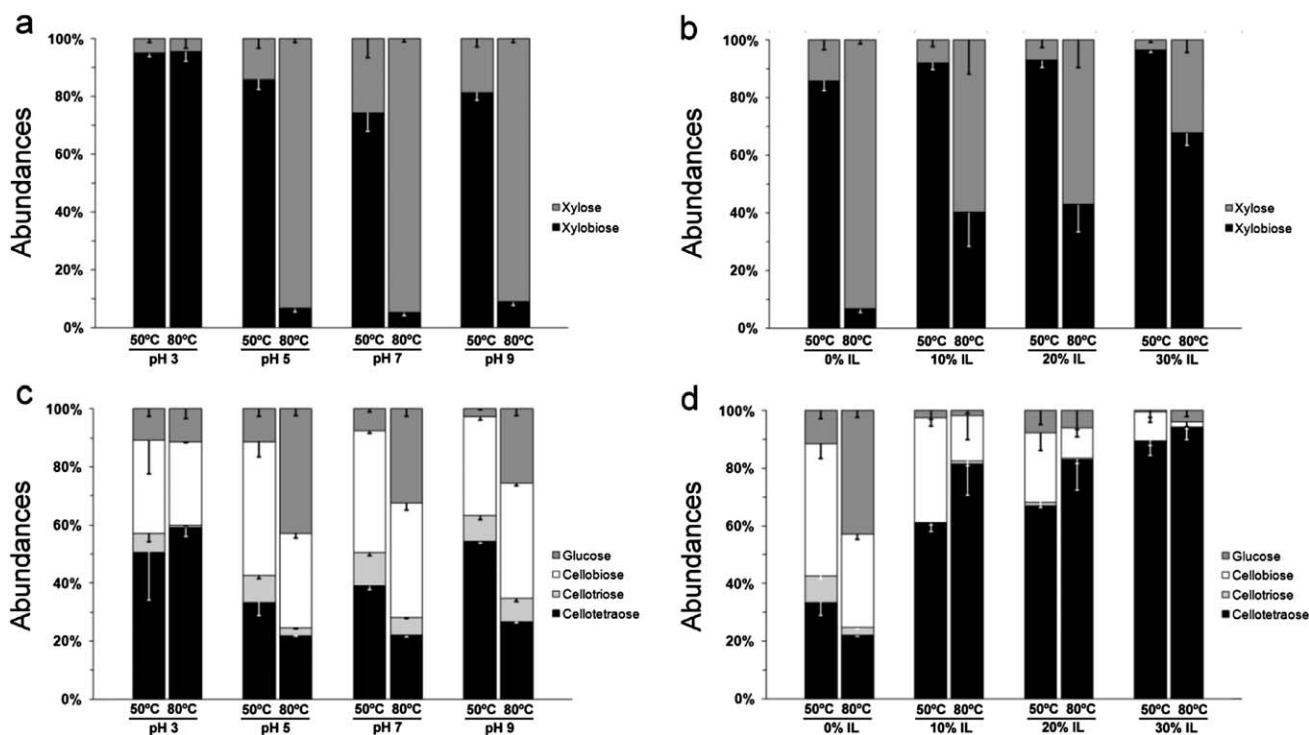 a
Abundances
100%
80%
60%
40%
20%
0%
50ºC 80ºC 50ºC 80ºC 50ºC 80ºC 50ºC 80ºC
pH 3 pH 5 pH 7 pH 9
Xylose
Xylobiose
b
Abundances
100%
80%
60%
40%
20%
0%
50ºC 80ºC 50ºC 80ºC 50ºC 80ºC 50ºC 80ºC
0% IL 10% IL 20% IL 30% IL
Xylose
Xylobiose
c
Abundances
100%
80%
60%
40%
20%
0%
50ºC 80ºC 50ºC 80ºC 50ºC 80ºC 50ºC 80ºC
pH 3 pH 5 pH 7 pH 9
Glucose
Cellobiose
Cellotriose
Cellotetraose
d
Abundances
100%
80%
60%
40%
20%
0%
50ºC 80ºC 50ºC 80ºC 50ºC 80ºC 50ºC 80ºC
0% IL 10% IL 20% IL 30% IL
Glucose
Cellobiose
Cellotriose
Cellotetraose